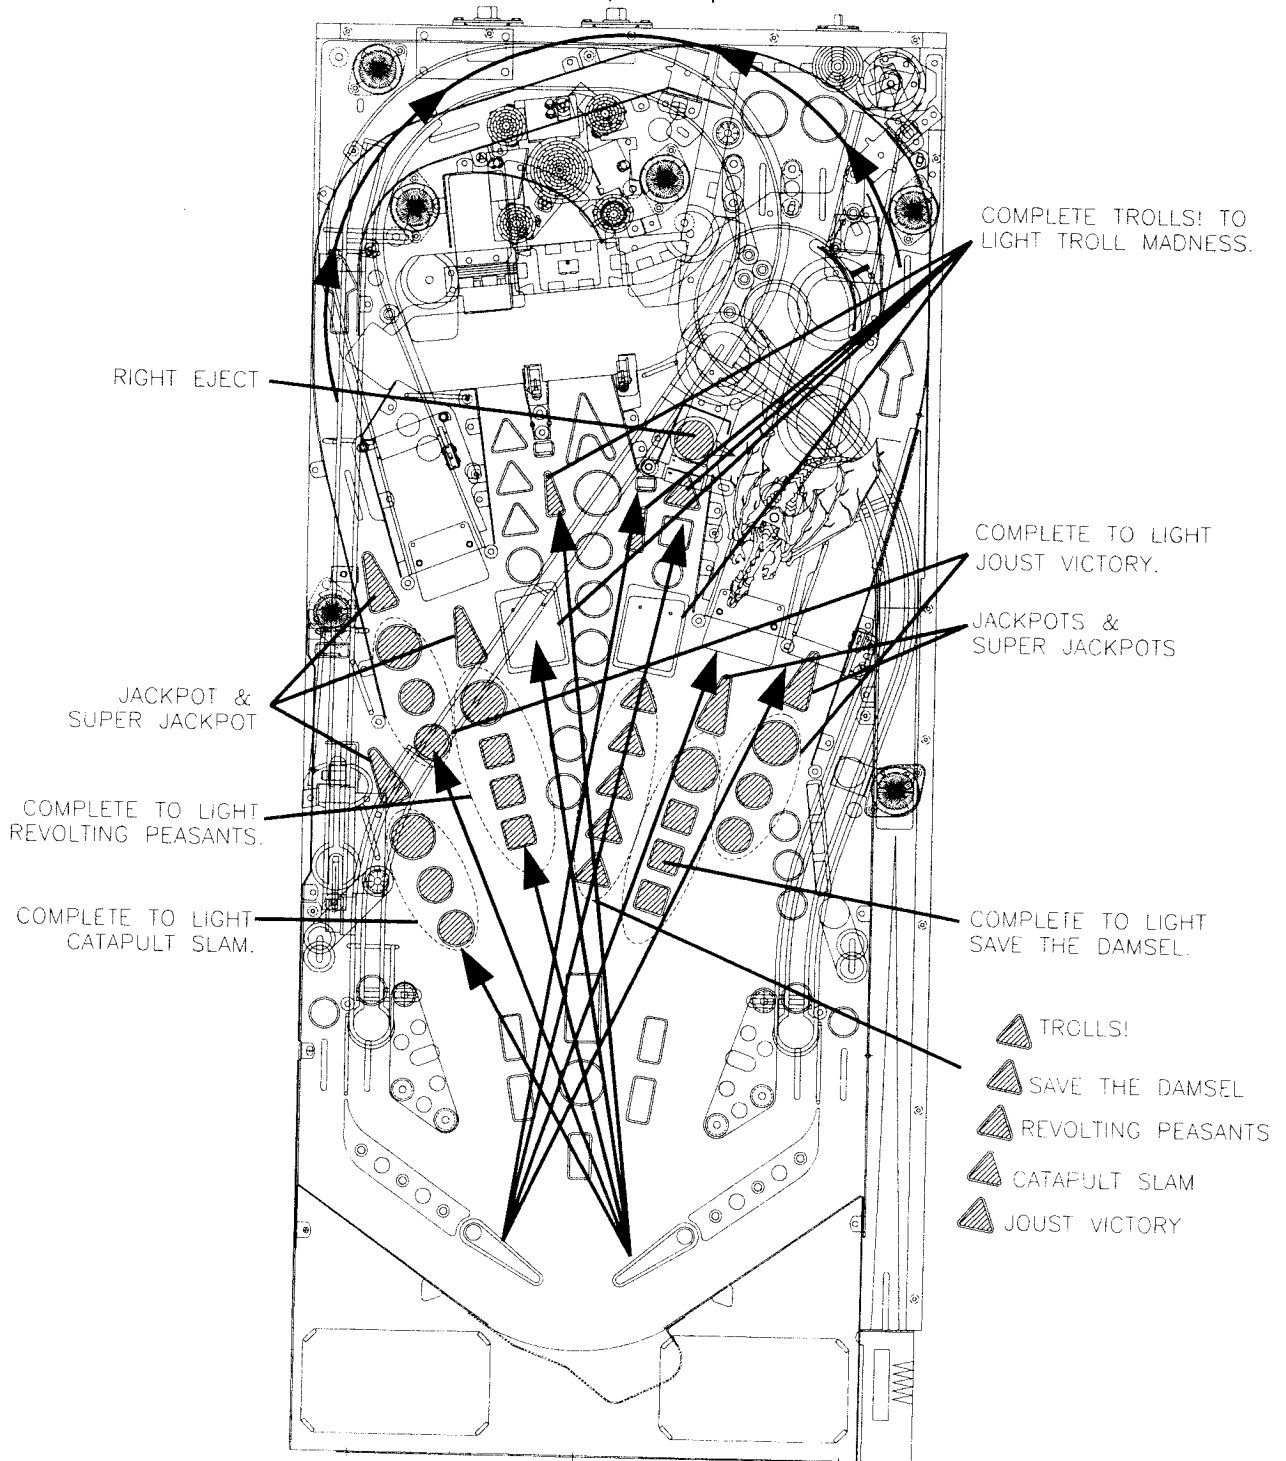 COMPLETE TROLLS! TO
LIGHT TROLL MADNESS.
RIGHT EJECT
COMPLETE TO LIGHT
JOUST VICTORY.
JACKPOTS &
SUPER JACKPOTS
JACKPOT &
SUPER JACKPOT
COMPLETE TO LIGHT
REVOLTING PEASANTS.
COMPLETE TO LIGHT
CATAPULT SLAM.
COMPLETE TO LIGHT
SAVE THE DAMSEL.
TROLLS!
SAVE THE DAMSEL
REVOLTING PEASANTS
CATAPULT SLAM
JOUST VICTORY